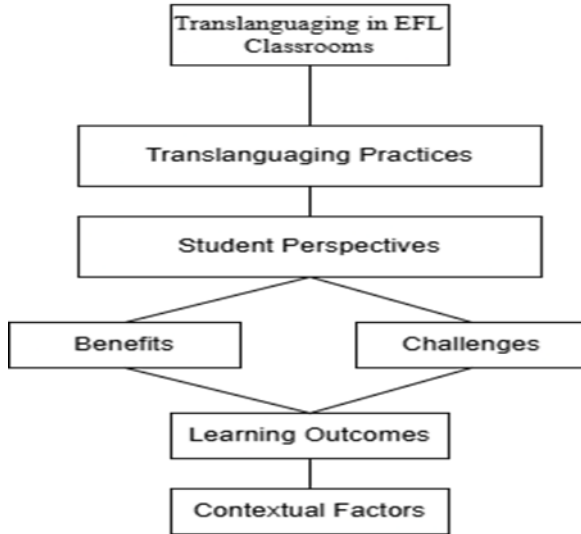 Translanguaging in EFL
Classrooms
Translanguaging Practices
Student Perspectives
Benefits
Challenges
Learning Outcomes
Contextual Factors